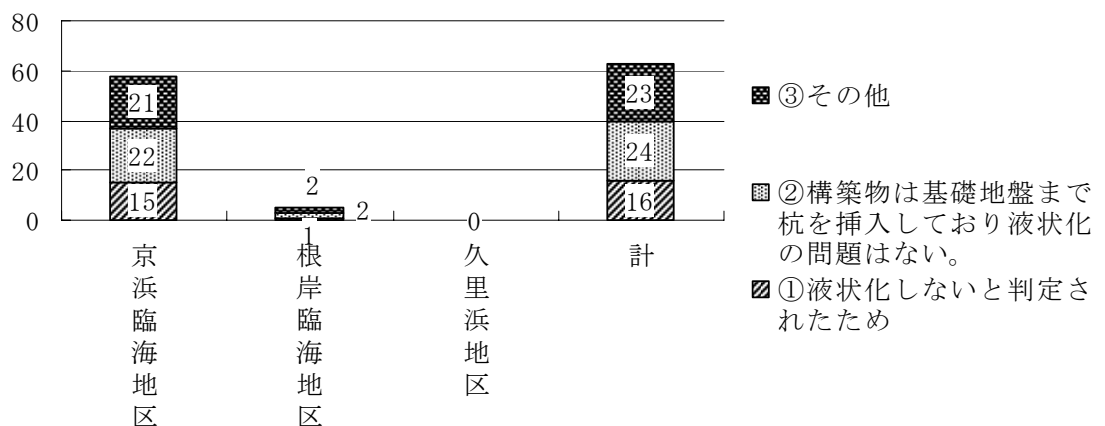 80
60
40
20
0
21
22
15
2
2
1
0
23
24
16
京浜臨海地区
根岸臨海地区
久里浜地区
計
③その他
②構築物は基礎地盤まで
杭を挿入しており液状化
の問題はない。
①液状化しないと判定さ
れたため